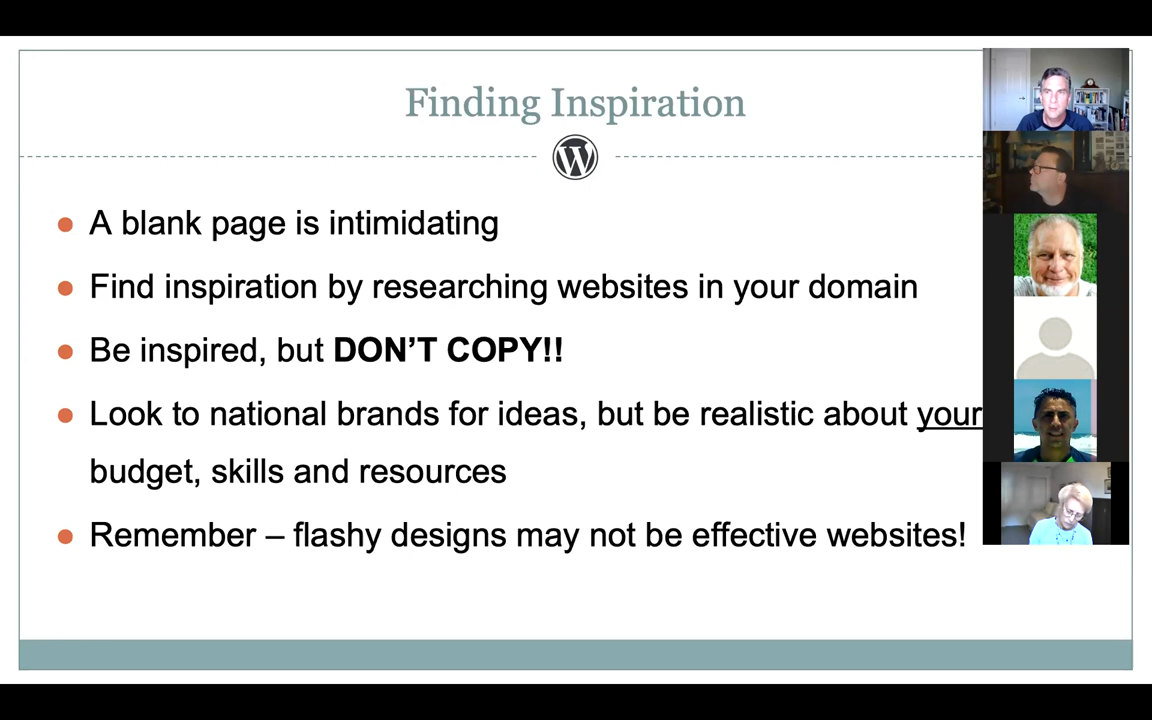 Finding Inspiration
A blank page is intimidating
Find inspiration by researching websites in your domain
Be inspired, but DON’T COPY!!
Look to national brands for ideas, but be realistic about your
budget, skills and resources
Remember – flashy designs may not be effective websites!